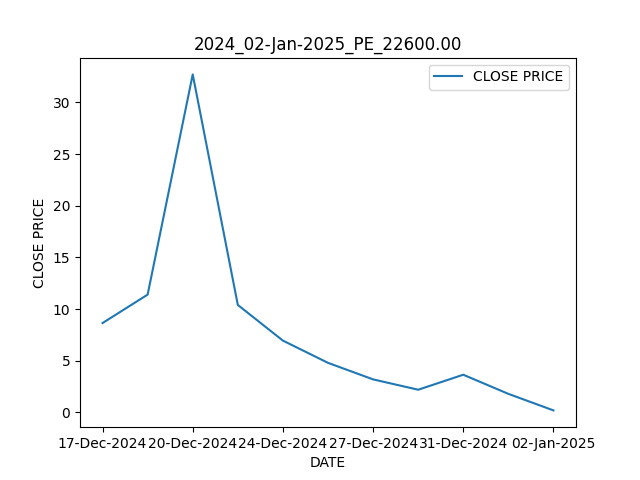 2024_02-Jan-2025_PE_22600.00
CLOSE PRICE
30
25
20
15
10
5
0
CLOSE PRICE
17-Dec-2024 20-Dec-2024 24-Dec-2024 27-Dec-2024 31-Dec-2024 02-Jan-2025
DATE